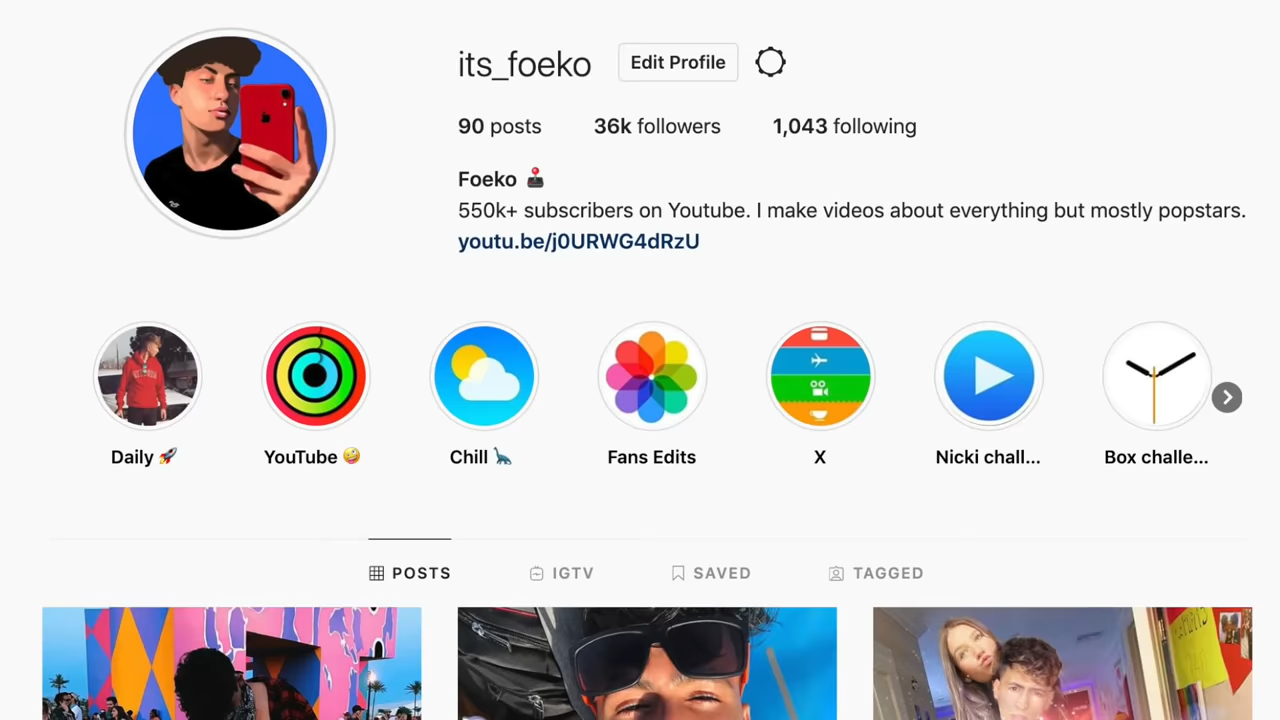 its_foeko Edit Profile
90 posts 36k followers 1,043 following
Foeko 🕹️
550k+ subscribers on Youtube. I make videos about everything but mostly popstars.
youtu.be/j0URWG4dRzU
Daily 🚀 YouTube 🤪 Chill 🦕 Fans Edits X Nicki chall... Box challe...
POSTS IGTV SAVED TAGGED